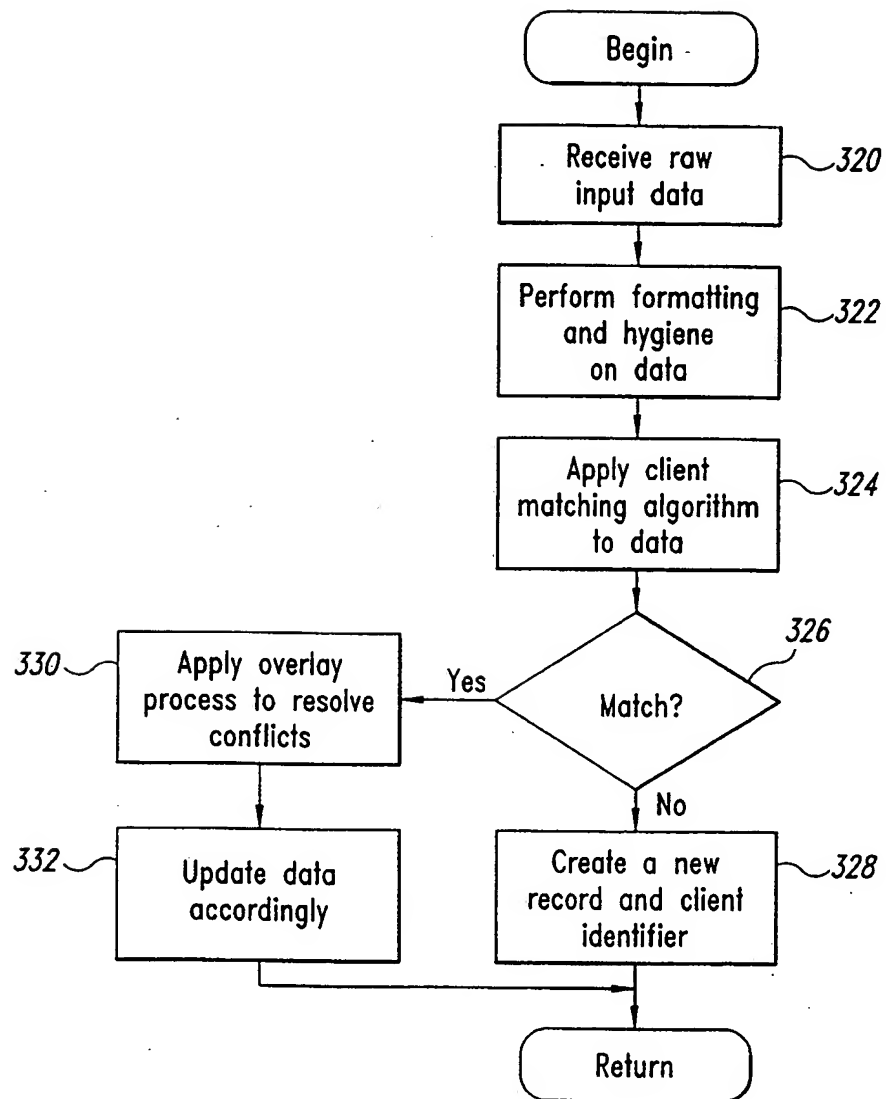 Begin
Receive raw
input data
320
Perform formatting
and hygiene
on data
322
Apply client
matching algorithm
to data
324
Match?
326
Yes
No
330
Apply overlay
process to resolve
conflicts
332
Update data
accordingly
Create a new
record and client
identifier
328
Return